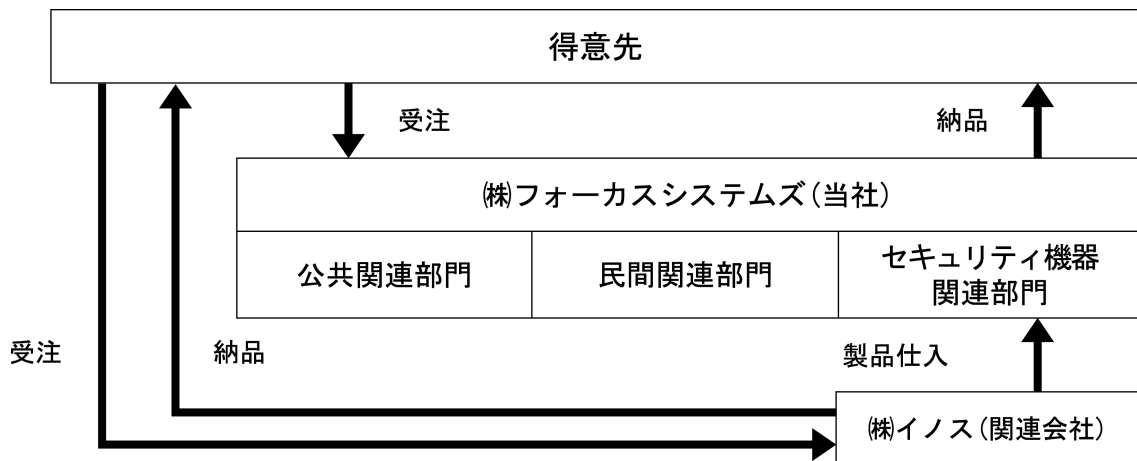 得意先
受注
納品
㈱フォーカスシステムズ(当社)
公共関連部門
民間関連部門
セキュリティ機器
関連部門
受注
納品
製品仕入
㈱イノス(関連会社)